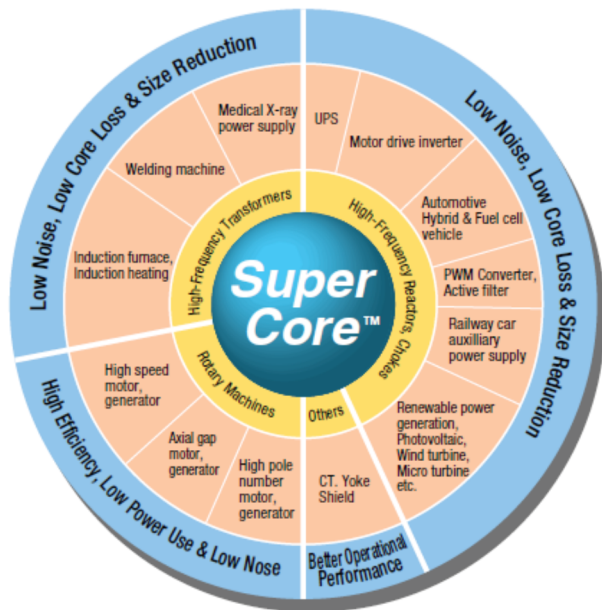 Low Noise, Low Core Loss & Size Reduction
Low Noise, Low Core Loss & Size Reduction
High Efficiency, Low Power Use & Low Nose
Better Operational
Performance
High-Frequency Transformers
High-Frequency Reactors, Chokes
Rotary Machines
Others
Super
Core™
Medical X-ray
power supply
Welding machine
Induction furnace,
Induction heating
UPS
Motor drive inverter
Automotive
Hybrid & Fuel cell
vehicle
PWM Converter,
Active filter
Railway car
auxilliary
power supply
Renewable power
generation,
Photovoltaic,
Wind turbine,
Micro turbine
etc.
CT. Yoke
Shield
High pole
number
motor,
generator
Axial gap
motor,
generator
High speed
motor,
generator